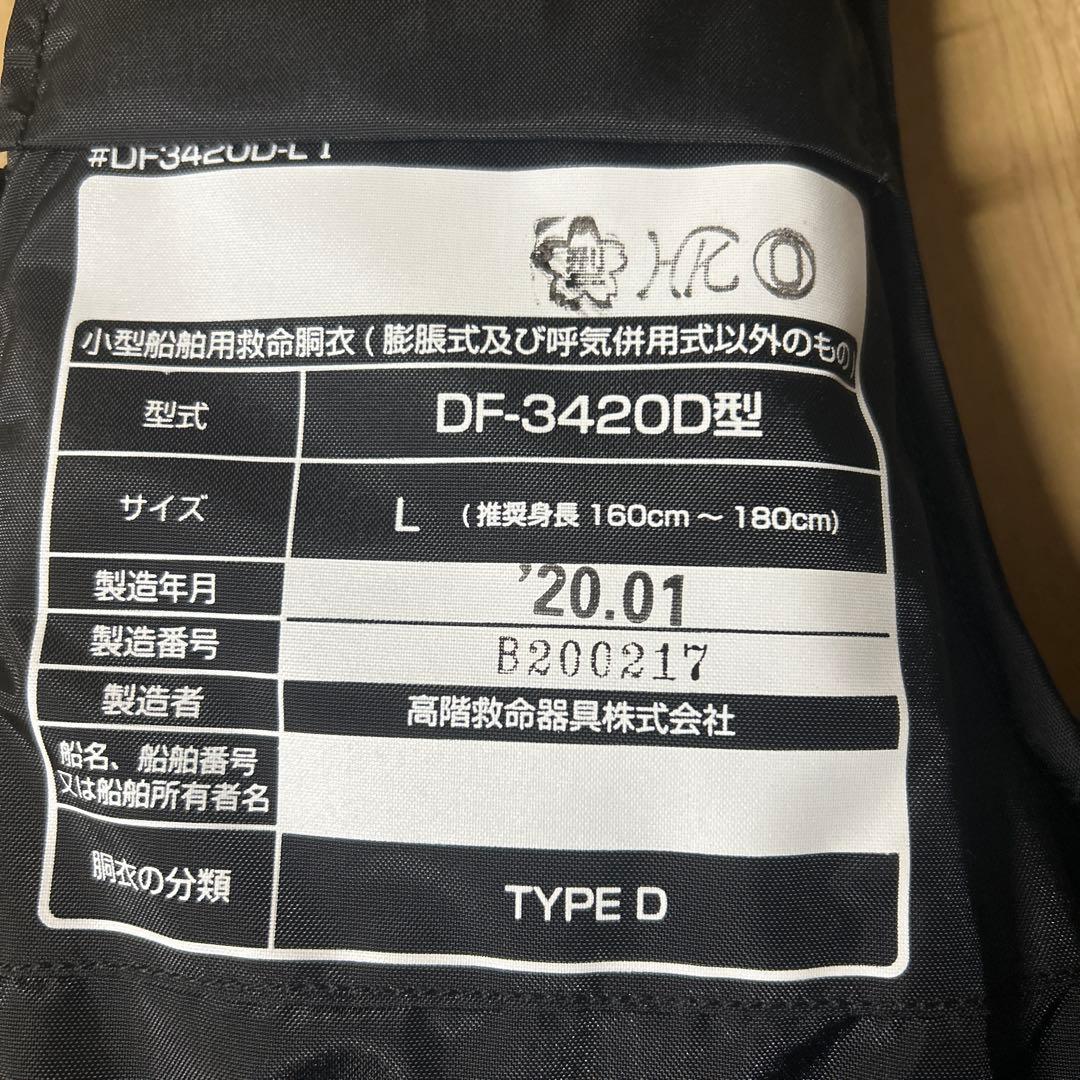 #DF3420D-L1
型 HK ⓪
小型船舶用救命胴衣(膨脹式及び呼気併用式以外のもの)
型式 DF-3420D型
サイズ L (推奨身長 160cm～180cm)
製造年月 '20.01
製造番号 B200217
製造者 高階救命器具株式会社
船名、船舶番号
又は船舶所有者名
胴衣の分類 TYPE D